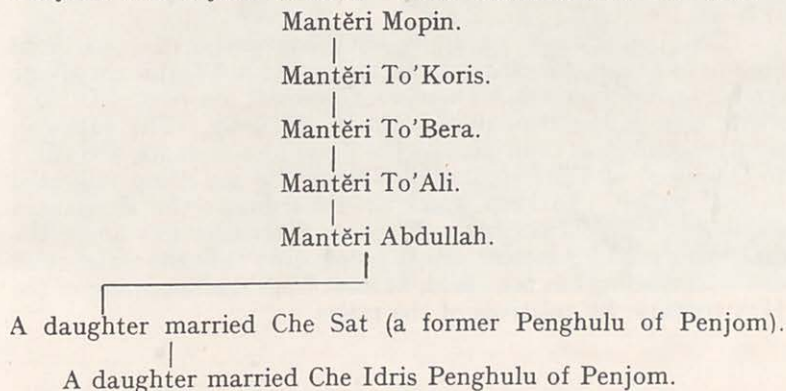 Mantĕri Mopin.
Mantĕri To'Koris.
Mantĕri To'Bera.
Mantĕri To'Ali.
Mantĕri Abdullah.
A daughter married Che Sat (a former Penghulu of Penjom).
A daughter married Che Idris Penghulu of Penjom.